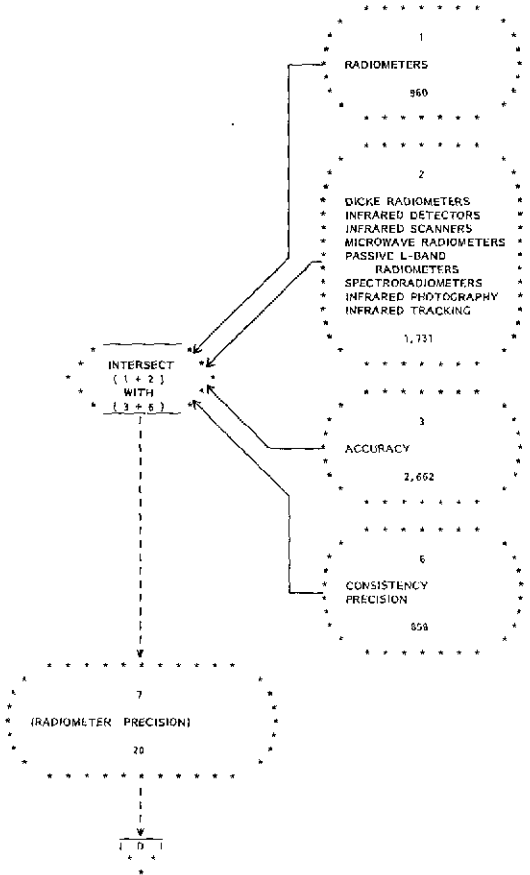 1
RADIOMETERS
960
2
DICKE RADIOMETERS
INFRARED DETECTORS
INFRARED SCANNERS
MICROWAVE RADIOMETERS
PASSIVE L-BAND
RADIOMETERS
SPECTRORADIOMETERS
INFRARED PHOTOGRAPHY
INFRARED TRACKING
1,731
INTERSECT
( 1 + 2 )
WITH
( 3 + 6 )
3
ACCURACY
2,662
6
CONSISTENCY
PRECISION
858
7
(RADIOMETER PRECISION)
20
D